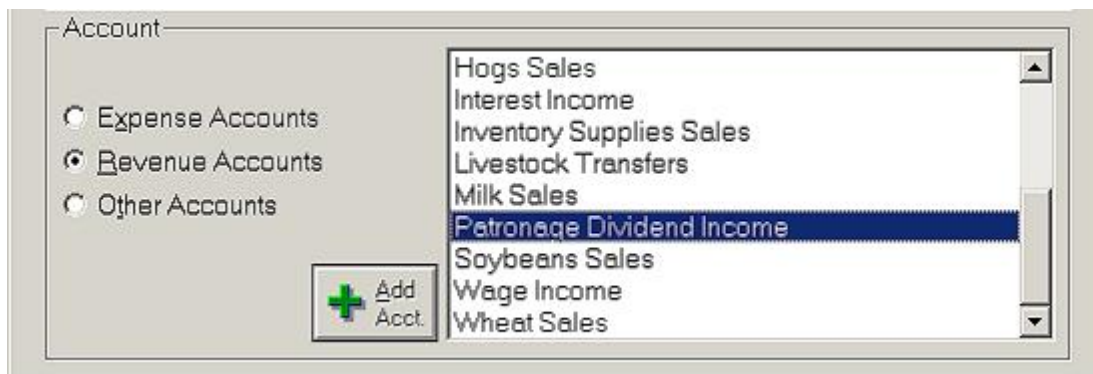 Account
Expense Accounts
Revenue Accounts
Other Accounts
Add
Acct.
Hogs Sales
Interest Income
Inventory Supplies Sales
Livestock Transfers
Milk Sales
Patronage Dividend Income
Soybeans Sales
Wage Income
Wheat Sales